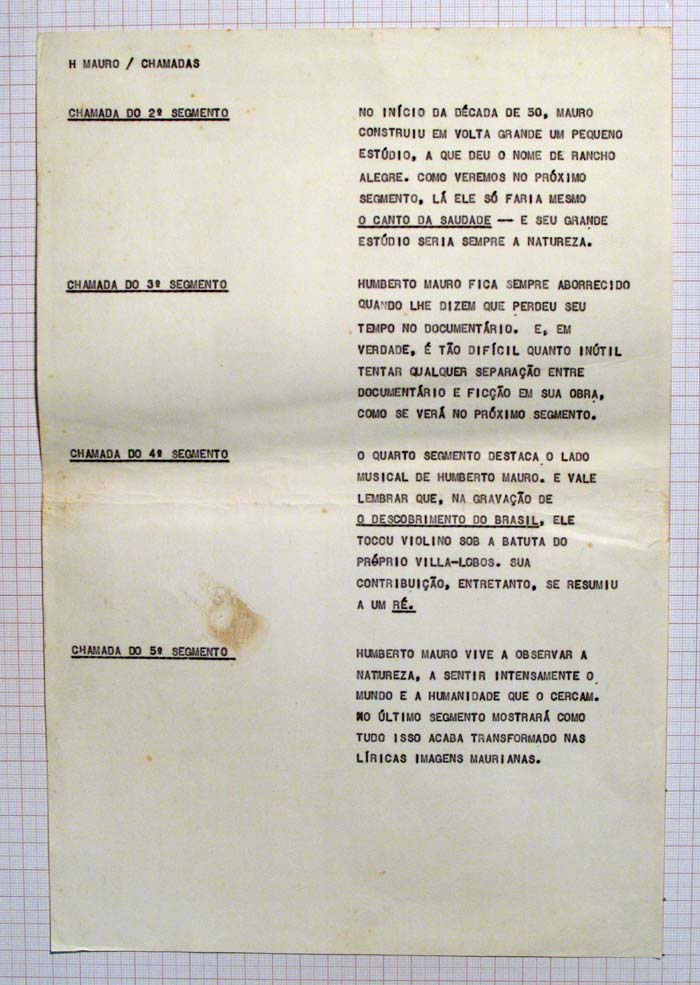 H MAURO / CHAMADAS
CHAMADA DO 2º SEGMENTO
NO INÍCIO DA DÉCADA DE 50, MAURO
CONSTRUIU EM VOLTA GRANDE UM PEQUENO
ESTÚDIO, A QUE DEU O NOME DE RANCHO
ALEGRE. COMO VEREMOS NO PRÓXIMO
SEGMENTO, LÁ ELE SÓ FARIA MESMO
O CANTO DA SAUDADE -- E SEU GRANDE
ESTÚDIO SERIA SEMPRE A NATUREZA.
CHAMADA DO 3º SEGMENTO
HUMBERTO MAURO FICA SEMPRE ABORRECIDO
QUANDO LHE DIZEM QUE PERDEU SEU
TEMPO NO DOCUMENTÁRIO. E, EM
VERDADE, É TÃO DIFÍCIL QUANTO INÚTIL
TENTAR QUALQUER SEPARAÇÃO ENTRE
DOCUMENTÁRIO E FICÇÃO EM SUA OBRA,
COMO SE VERÁ NO PRÓXIMO SEGMENTO.
CHAMADA DO 4º SEGMENTO
O QUARTO SEGMENTO DESTACA O LADO
MUSICAL DE HUMBERTO MAURO. E VALE
LEMBRAR QUE, NA GRAVAÇÃO DE
O DESCOBRIMENTO DO BRASIL, ELE
TOCOU VIOLINO SOB A BATUTA DO
PRÓPRIO VILLA-LOBOS. SUA
CONTRIBUIÇÃO, ENTRETANTO, SE RESUMIU
A UM RÉ.
CHAMADA DO 5º SEGMENTO
HUMBERTO MAURO VIVE A OBSERVAR A
NATUREZA, A SENTIR INTENSAMENTE O
MUNDO E A HUMANIDADE QUE O CERCAM.
NO ÚLTIMO SEGMENTO MOSTRARÁ COMO
TUDO ISSO ACABA TRANSFORMADO NAS
LÍRICAS IMAGENS MAURIANAS.